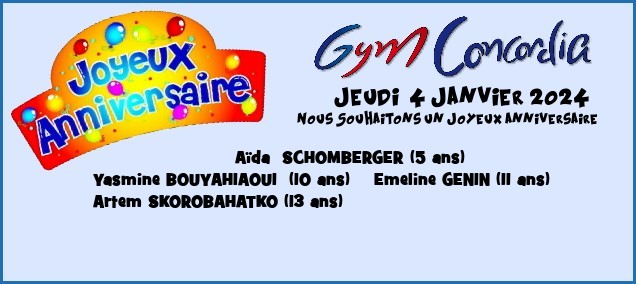 Joyeux
Anniversaire
Gym Concordia
JEUDI 4 JANVIER 2024
NOUS SOUHAITONS UN JOYEUX ANNIVERSAIRE
Aïda SCHOMBERGER (5 ans)
Yasmine BOUYAHIAOUI (10 ans) Emeline GENIN (11 ans)
Artem SKOROBAHATKO (13 ans)